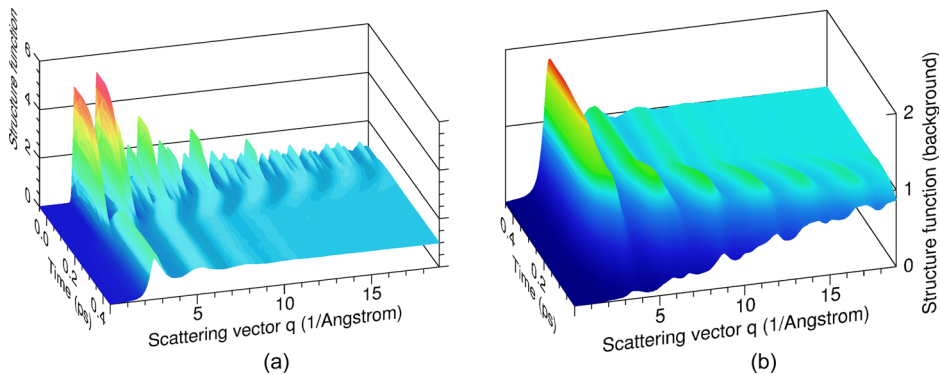 Structure function
6
4
2
0
0.0
0.2
0.4
Time (ps)
5
10
15
Scattering vector q (1/Angstrom)
(a)
0.4
0.2
Time (ps)
5
10
15
Scattering vector q (1/Angstrom)
2
1
0
Structure function (background)
(b)